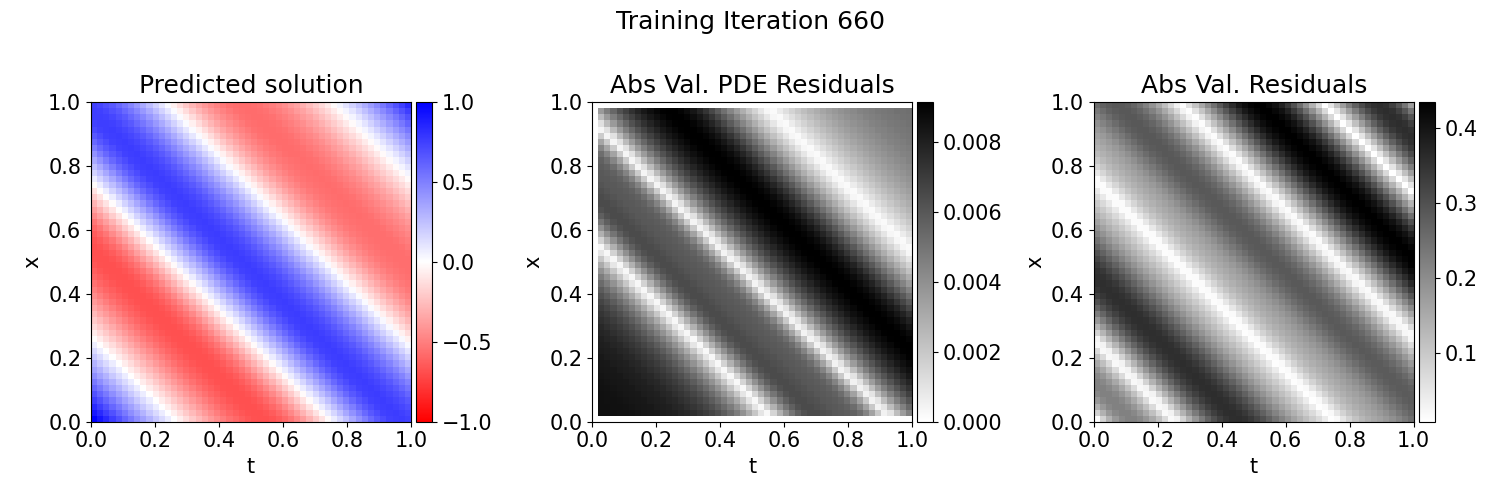 Training Iteration 660
Predicted solution
Abs Val. PDE Residuals
Abs Val. Residuals
1.0
0.8
0.6
0.4
0.2
0.0
x
0.0 0.2 0.4 0.6 0.8 1.0
t
1.0
0.5
0.0
−0.5
−1.0
1.0
0.8
0.6
0.4
0.2
0.0
x
0.0 0.2 0.4 0.6 0.8 1.0
t
0.008
0.006
0.004
0.002
0.000
1.0
0.8
0.6
0.4
0.2
0.0
x
0.0 0.2 0.4 0.6 0.8 1.0
t
0.4
0.3
0.2
0.1